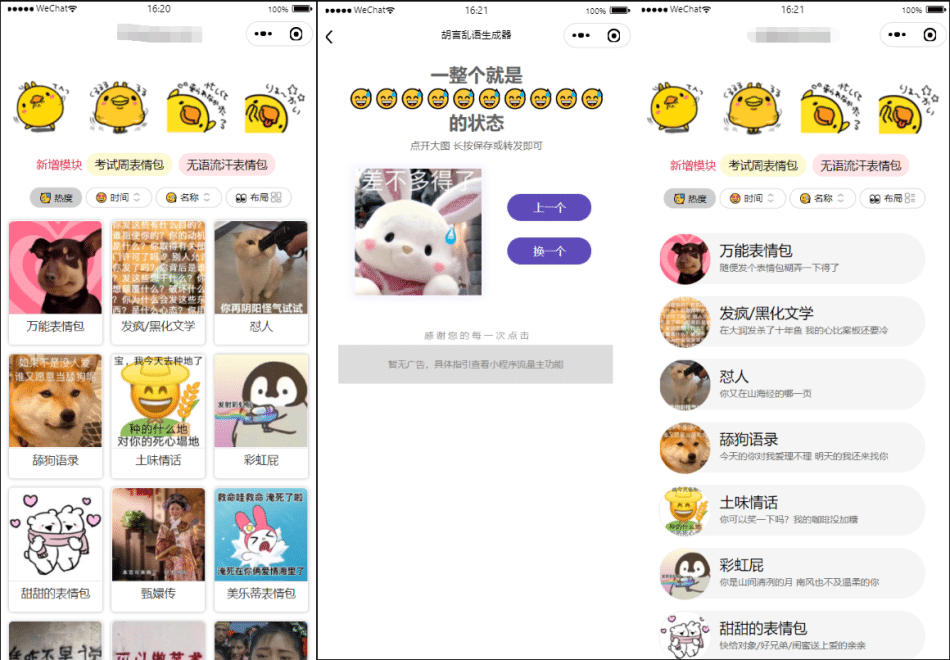 WeChat
16:20
100%
新增模块
考试周表情包
无语流汗表情包
热度
时间
名称
布局
你再阴阳怪气试试
万能表情包
发疯/黑化文学
怼人
如果不是没人爱
谁又愿意当舔狗呢
宝，我今天去种地了
种的什么地
对你的死心塌地
发射彩虹屁
舔狗语录
土味情话
彩虹屁
救命哇救命 淹死了啦
淹死在你俩爱情海里了
甜甜的表情包
甄嬛传
美乐蒂表情包
WeChat
16:21
100%
胡言乱语生成器
一整个就是
😅😅😅😅😅😅😅😅😅😅
的状态
点开大图 长按保存或转发即可
差不多得了
上一个
换一个
感谢您的每一次点击
暂无广告，具体指引查看小程序流星主功能
WeChat
16:21
100%
新增模块
考试周表情包
无语流汗表情包
热度
时间
名称
布局
万能表情包
随便发个表情包糊弄一下得了
发疯/黑化文学
在大润发杀了十年鱼 我的心比案板还要冷
怼人
你又在山海经的哪一页
舔狗语录
今天的你对我爱理不理 明天的我还来找你
土味情话
你可以笑一下吗？我的咖啡没加糖
彩虹屁
你是山间清冽的月 南风也不及温柔的你
甜甜的表情包
快给对象/好兄弟/闺蜜送上爱的亲亲